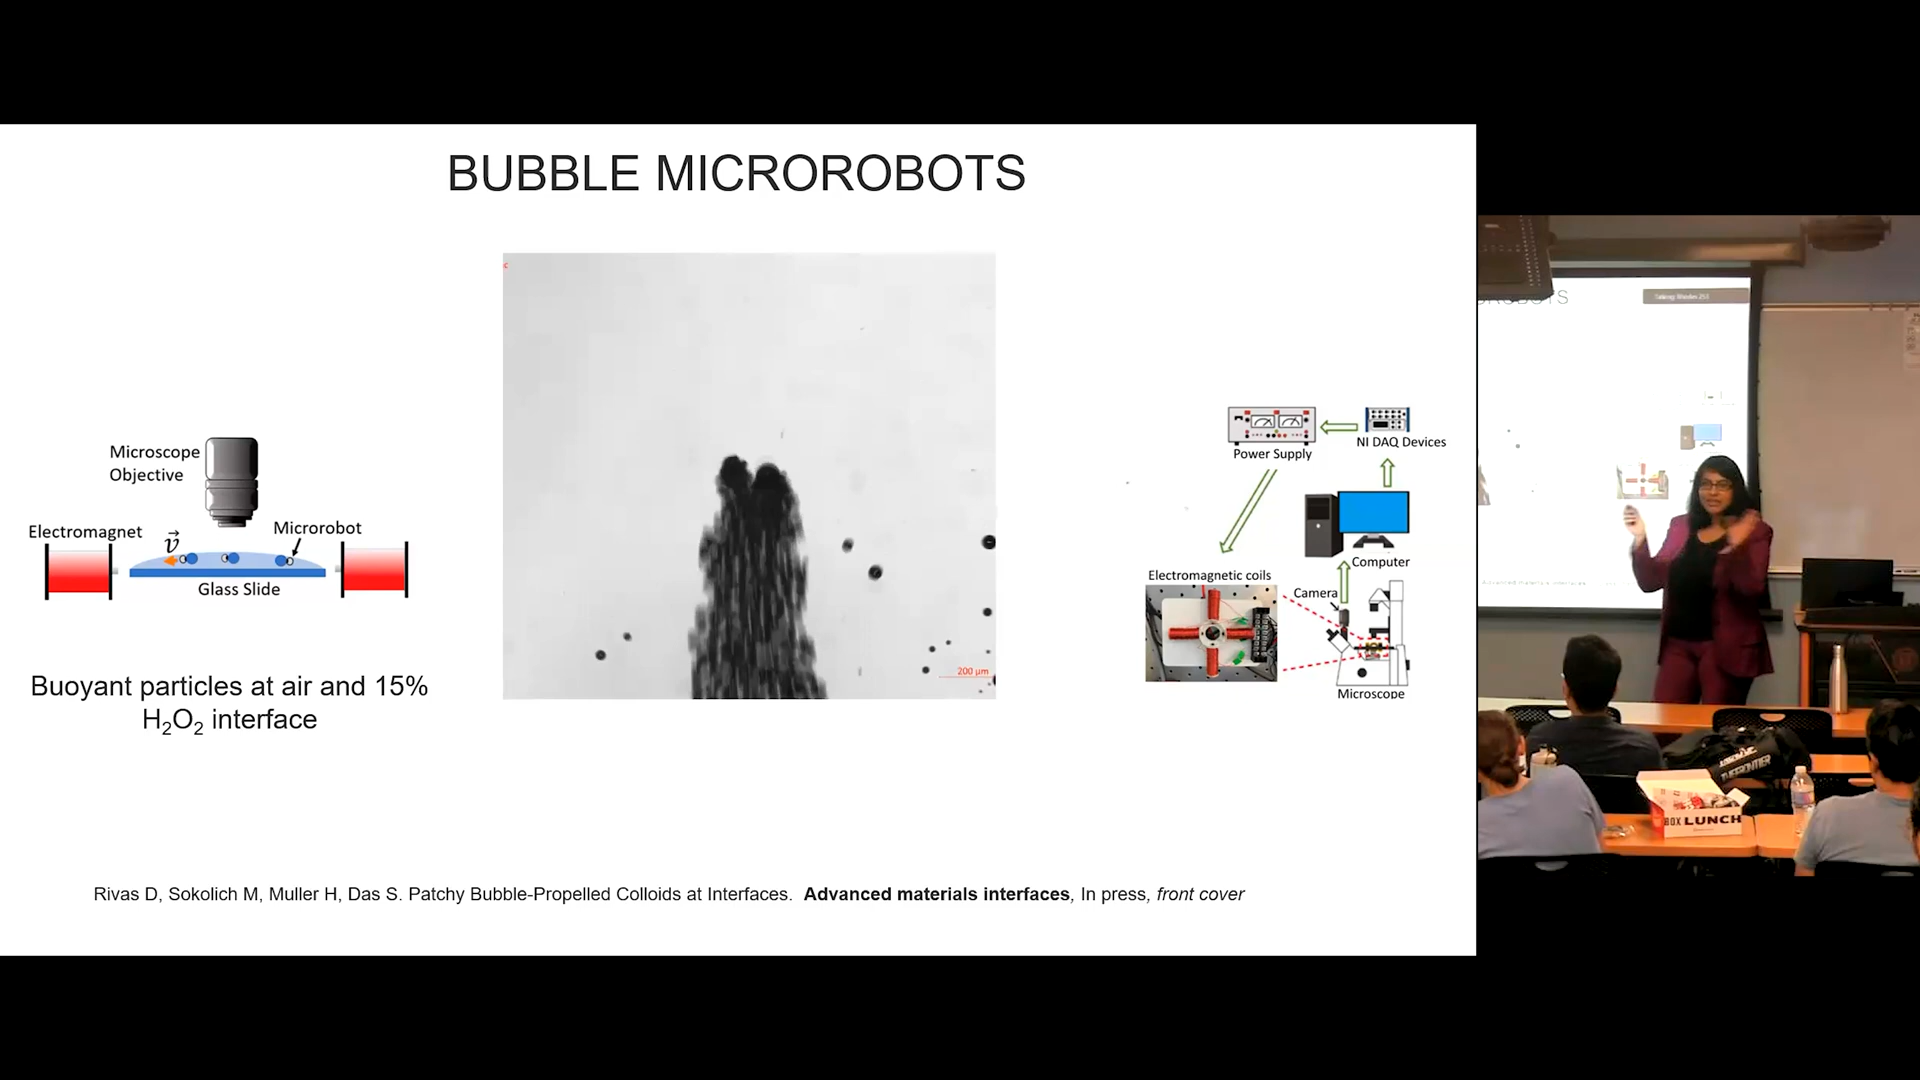 BUBBLE MICROROBOTS
Microscope
Objective
Electromagnet
v
Microrobot
Glass Slide
Buoyant particles at air and 15%
H₂O₂ interface
200 µm
Power Supply
NI DAQ Devices
Computer
Electromagnetic coils
Camera
Microscope
Rivas D, Sokolich M, Muller H, Das S. Patchy Bubble-Propelled Colloids at Interfaces. Advanced materials interfaces, In press, front cover
BOX LUNCH